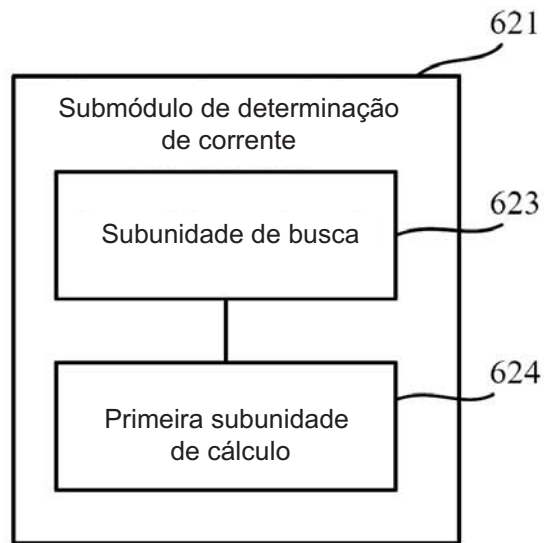 621
Submódulo de determinação
de corrente
623
Subunidade de busca
624
Primeira subunidade
de cálculo